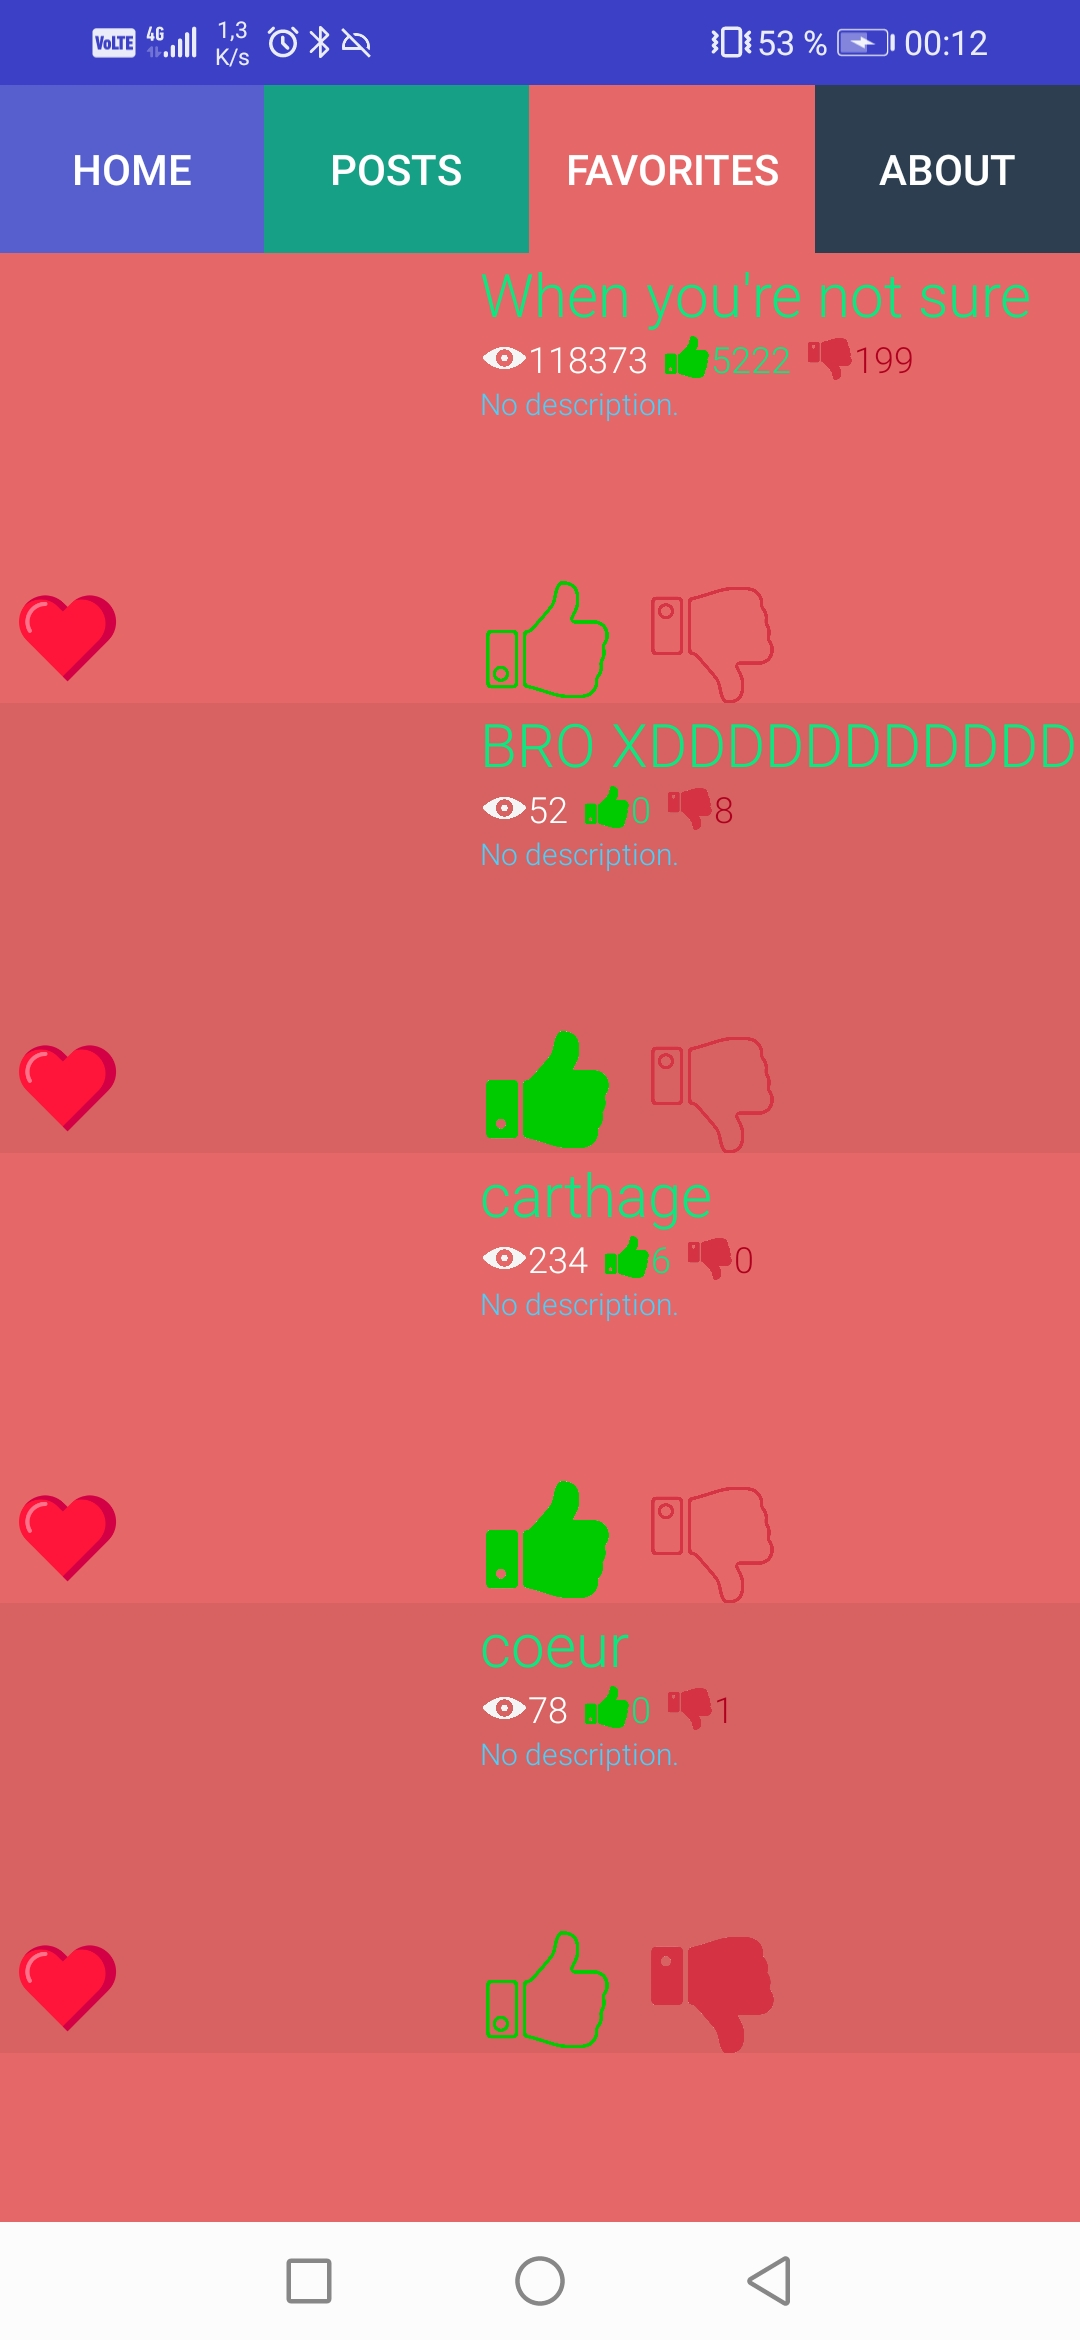 VoLTE 4G 1,3 K/s 53 % 00:12
HOME POSTS FAVORITES ABOUT
When you're not sure
118373 5222 199
No description.
BRO XDDDDDDDDDDD
52 0 8
No description.
carthage
234 6 0
No description.
coeur
78 0 1
No description.